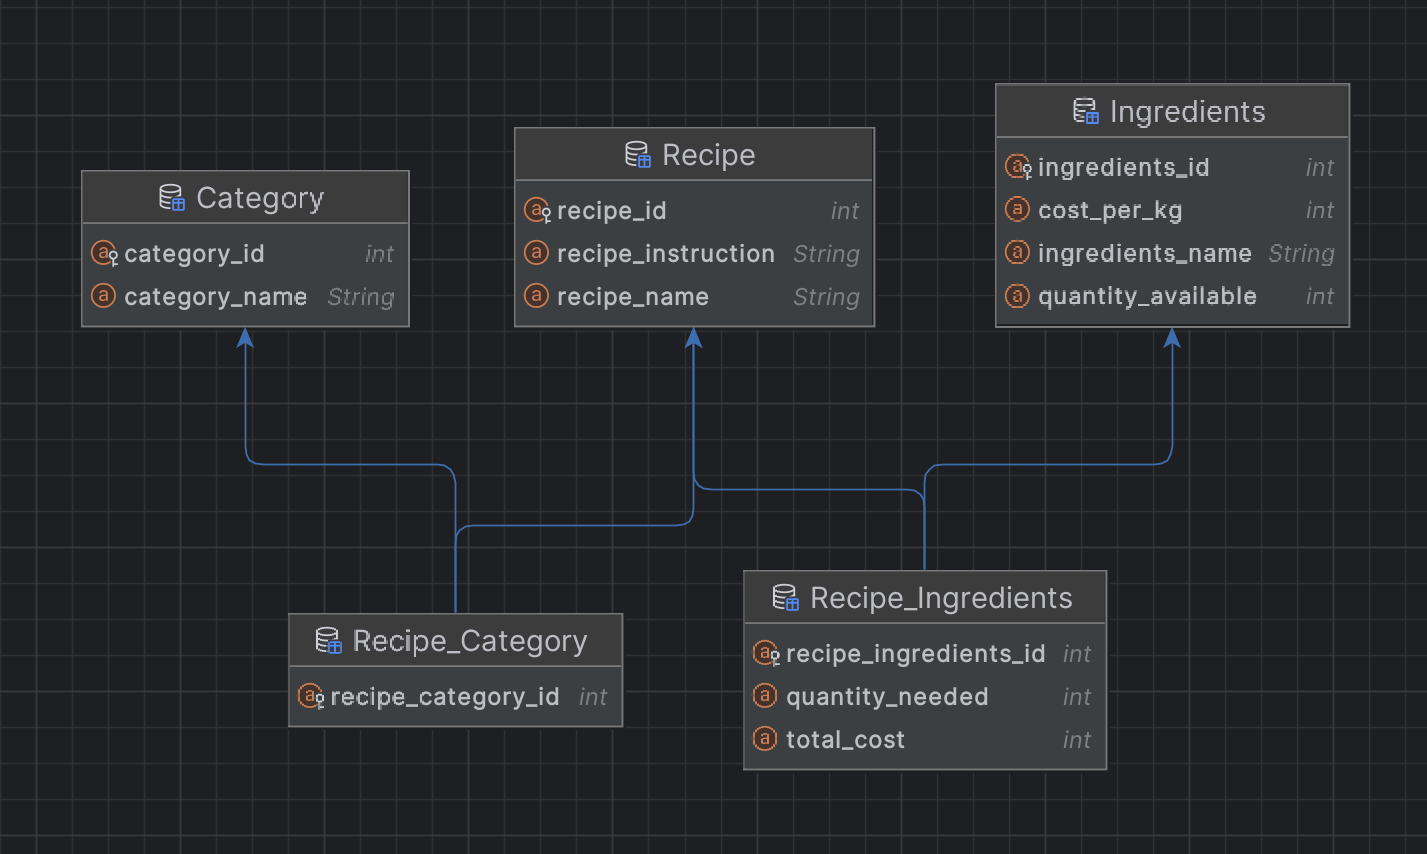 Category
category_id int
category_name String
Recipe
recipe_id int
recipe_instruction String
recipe_name String
Ingredients
ingredients_id int
cost_per_kg int
ingredients_name String
quantity_available int
Recipe_Category
recipe_category_id int
Recipe_Ingredients
recipe_ingredients_id int
quantity_needed int
total_cost int